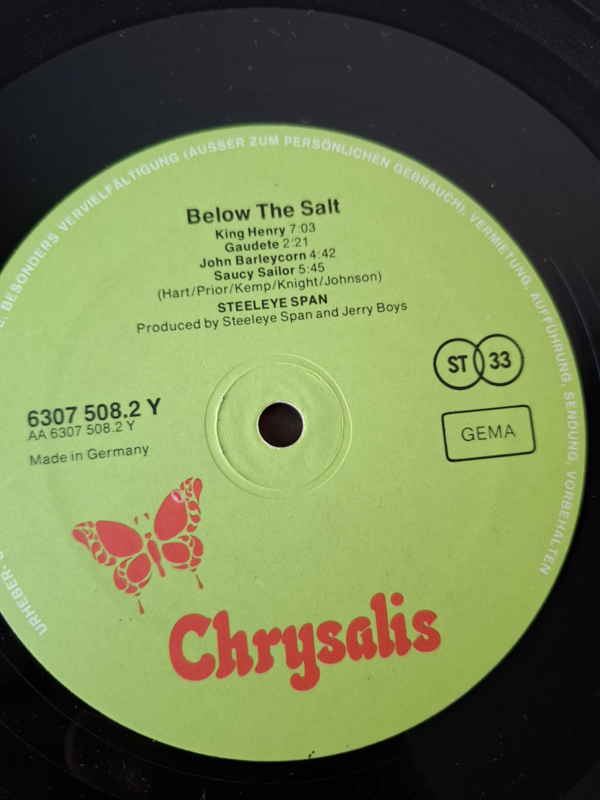 E, BESONDERS VERVIELFÄLTIGUNG (AUSSER ZUM PERSÖNLICHEN GEBRAUCH), VERMIETUNG, AUFFÜHRUNG, SENDUNG, VORBEHALTEN
Below The Salt
King Henry 7:03
Gaudete 2:21
John Barleycorn 4:42
Saucy Sailor 5:45
(Hart/Prior/Kemp/Knight/Johnson)
STEELEYE SPAN
Produced by Steeleye Span and Jerry Boys
ST 33
6307 508.2 Y
AA 6307 508.2 Y
GEMA
Made in Germany
Chrysalis
URHEBER-